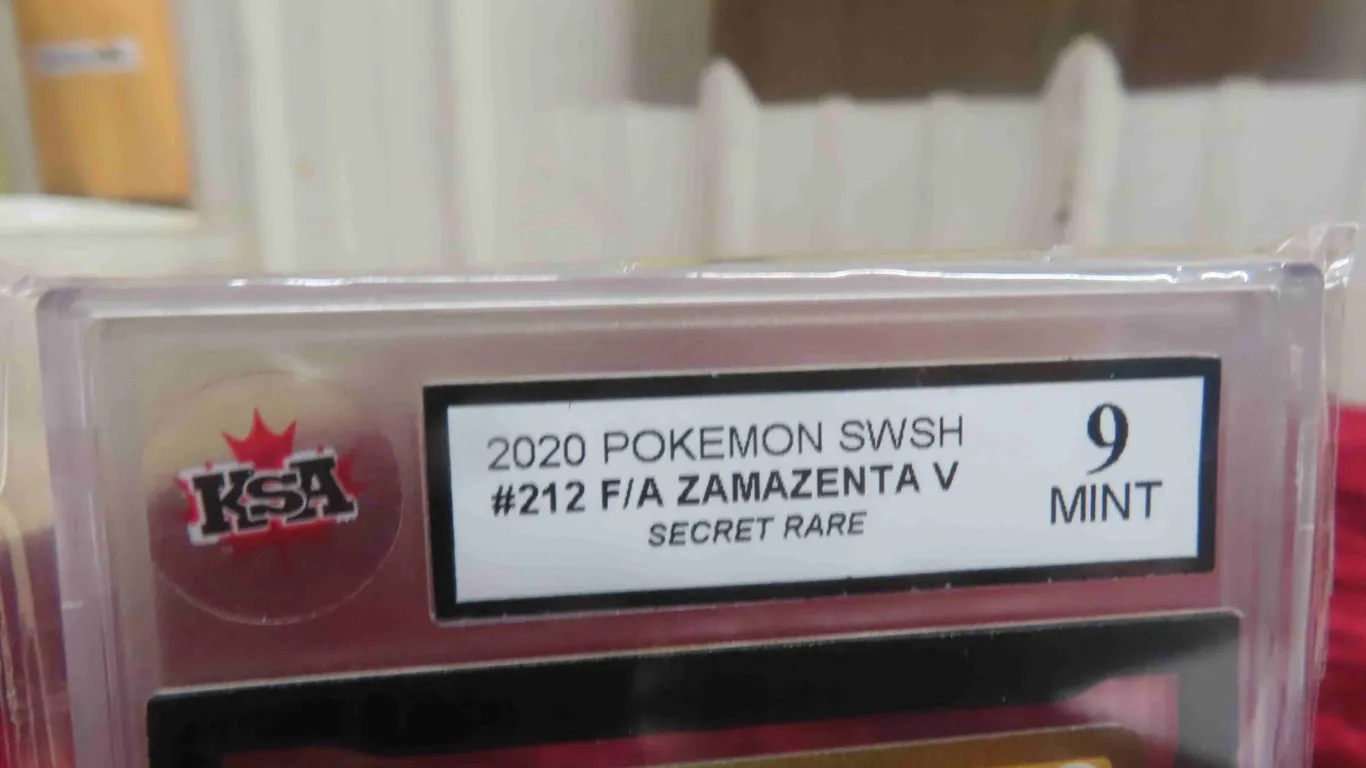 KSA
2020 POKEMON SWSH
#212 F/A ZAMAZENTA V
SECRET RARE
9
MINT